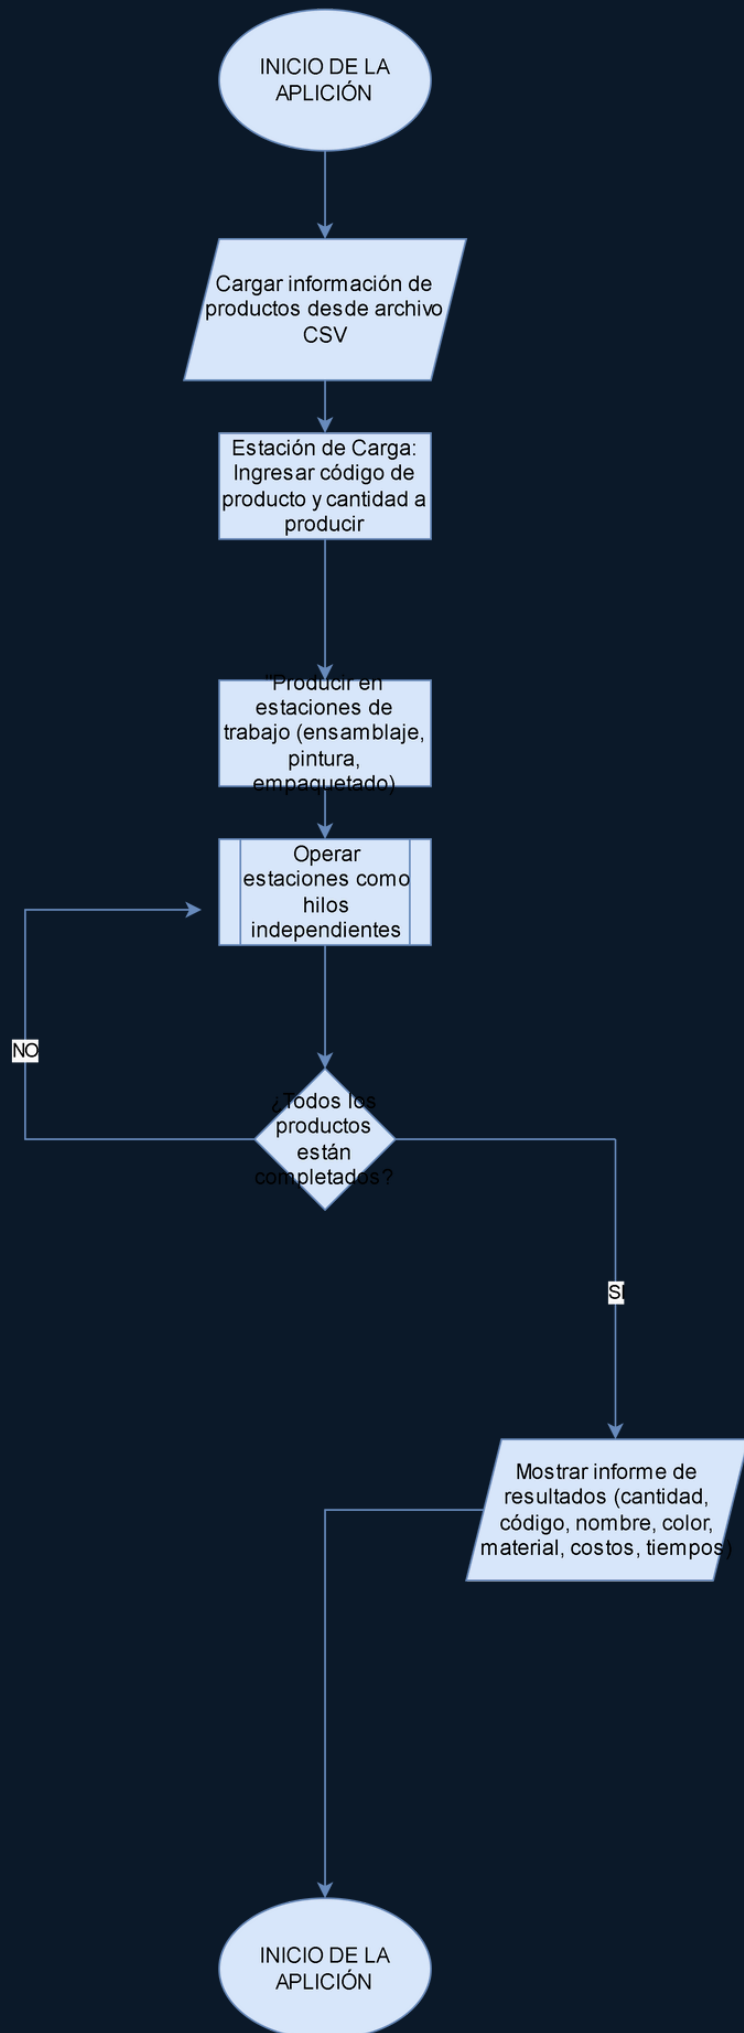 INICIO DE LA
APLICIÓN
Cargar información de
productos desde archivo
CSV
Estación de Carga:
Ingresar código de
producto y cantidad a
producir
"Producir en
estaciones de
trabajo (ensamblaje,
pintura,
empaquetado)
Operar
estaciones como
hilos
independientes
NO
¿Todos los
productos
están
completados?
SÍ
Mostrar informe de
resultados (cantidad,
código, nombre, color,
material, costos, tiempos)
INICIO DE LA
APLICIÓN